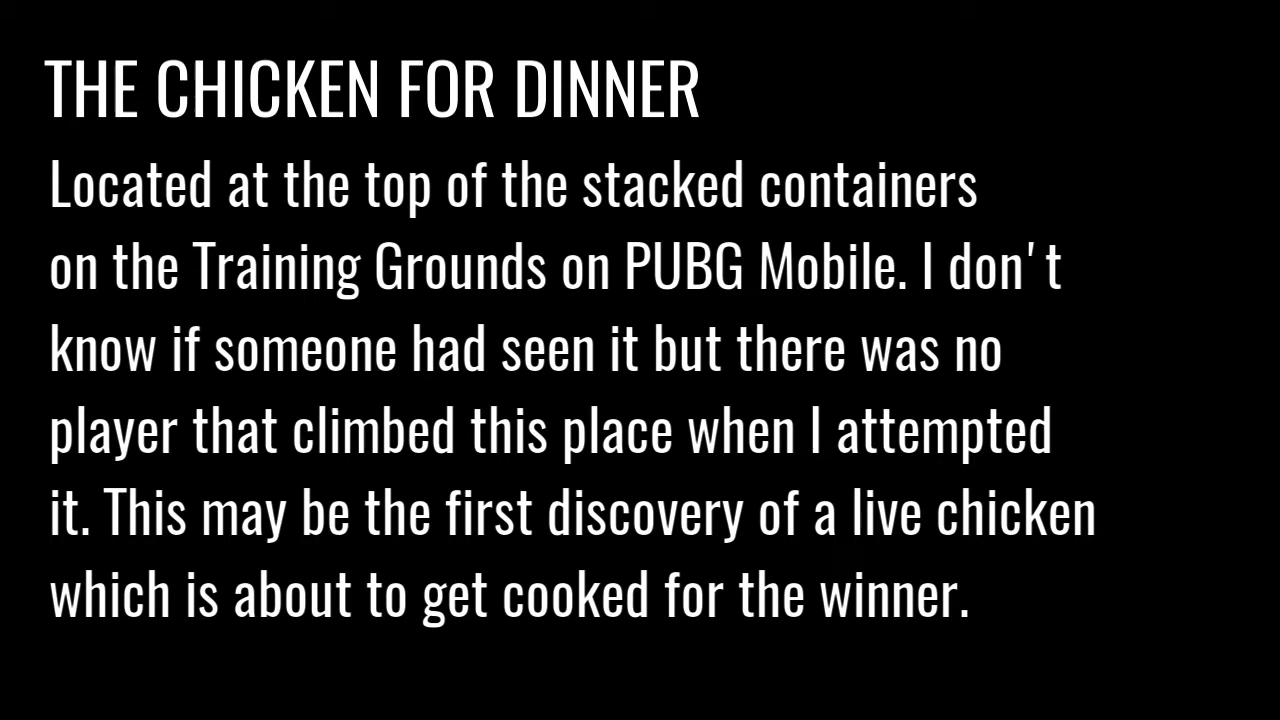 THE CHICKEN FOR DINNER
Located at the top of the stacked containers
on the Training Grounds on PUBG Mobile. I don't
know if someone had seen it but there was no
player that climbed this place when I attempted
it. This may be the first discovery of a live chicken
which is about to get cooked for the winner.